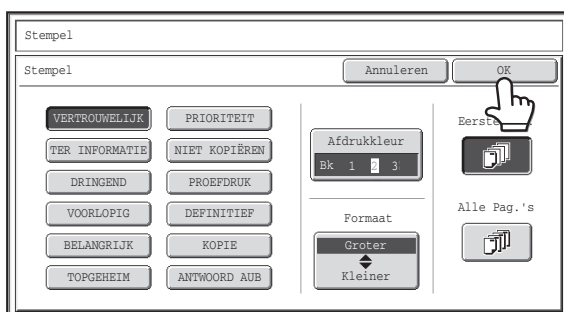 Stempel
Stempel
Annuleren
OK
VERTROUWELIJK
PRIORITEIT
TER INFORMATIE
NIET KOPIËREN
DRINGEND
PROEFDRUK
VOORLOPIG
DEFINITIEF
BELANGRIJK
KOPIE
TOPGEHEIM
ANTWOORD AUB
Afdrukkleur
Bk 1 2 3
Formaat
Groter
Kleiner
Alle Pag.'s